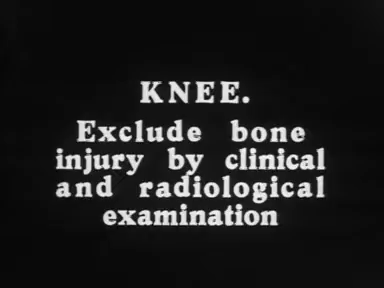 KNEE.
Exclude bone
injury by clinical
and radiological
examination